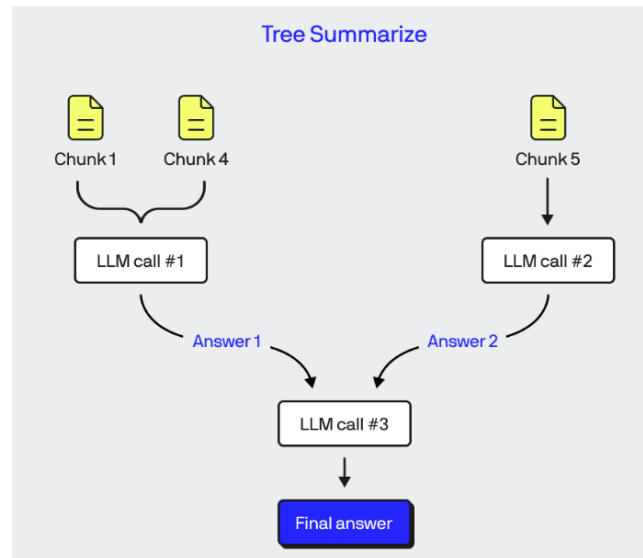 Tree Summarize
Chunk 1
Chunk 4
Chunk 5
LLM call #1
LLM call #2
Answer 1
Answer 2
LLM call #3
Final answer